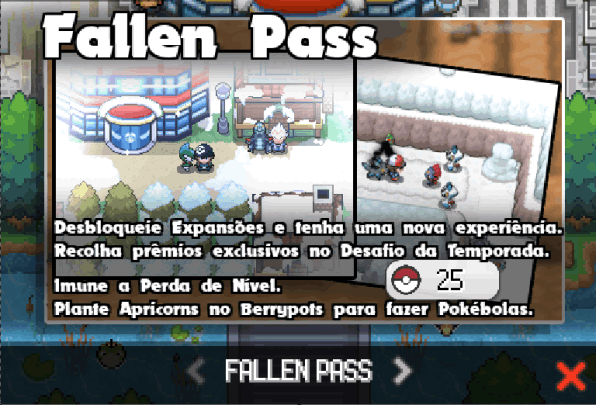 Fallen Pass
Desbloqueie Expansões e tenha uma nova experiência.
Recolha prêmios exclusivos no Desafio da Temporada.
Imune a Perda de Nível.
25
Plante Apricorns no Berrypots para fazer Pokébolas.
FALLEN PASS